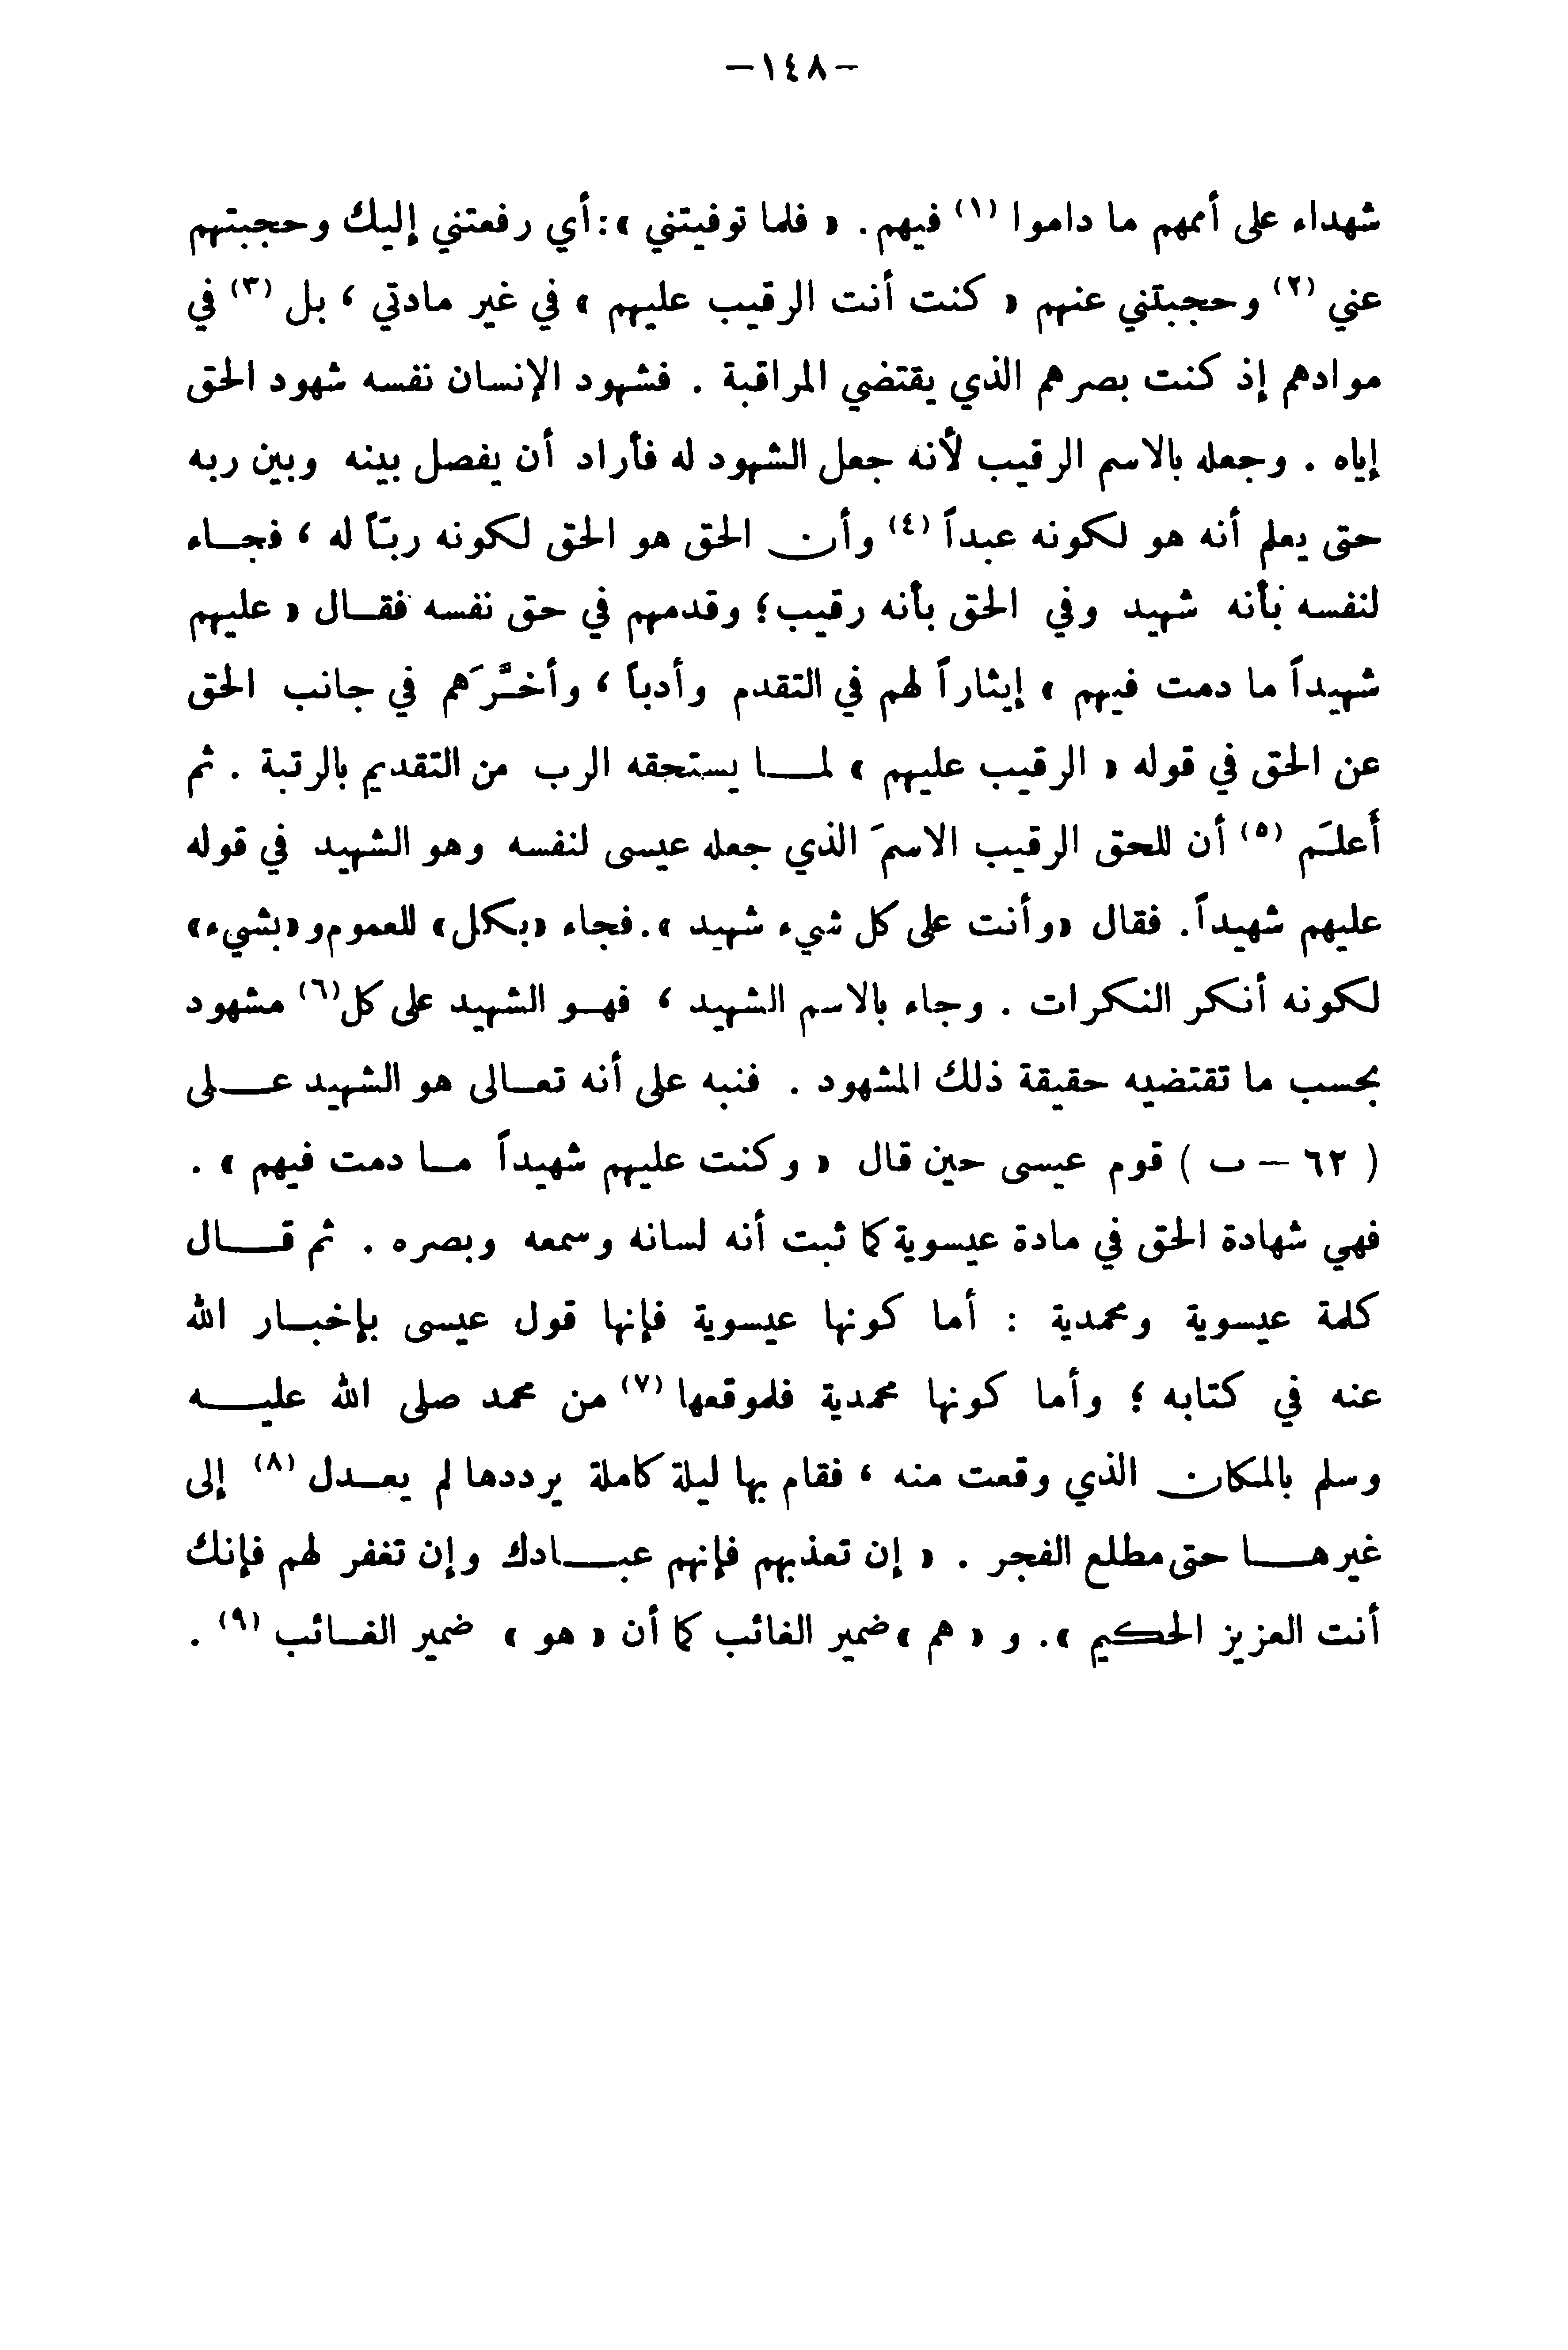 -١٤٨-
شهداء على أممهم ما داموا (١) فيهم. « فلما توفيتني »: أي رفعتني إليك وحجبتهم
عني (٢) وحجبتني عنهم « كنت أنت الرقيب عليهم » في غير مادتي ، بل (٣) في
موادهم إذ كنت بصرهم الذي يقتضي المراقبة . فشهود الإنسان نفسه شهود الحق
إياه . وجعله بالاسم الرقيب لأنه جعل الشهود له فأراد أن يفصل بينه وبين ربه
حتى يعلم أنه هو لكونه عبداً (٤) وأن الحق هو الحق لكونه ربّاً له ، فجاء
لنفسه بأنه شهيد وفي الحق بأنه رقيب؛ وقدمهم في حق نفسه فقال « عليهم
شهيداً ما دمت فيهم » إيثاراً لهم في التقدم وأدباً ، وأخَّرَهم في جانب الحق
عن الحق في قوله « الرقيب عليهم » لما يستحقه الرب من التقديم بالرتبة . ثم
أَعلَم (٥) أن للحق الرقيب الاسمَ الذي جعله عيسى لنفسه وهو الشهيد في قوله
عليهم شهيداً. فقال «وأنت على كل شيء شهيد ».فجاء «بكل» للعموم و«بشيء»
لكونه أنكر النكرات . وجاء بالاسم الشهيد ، فهو الشهيد على كل (٦) مشهود
بحسب ما تقتضيه حقيقة ذلك المشهود . فنبه على أنه تعالى هو الشهيد على
( ٦٢ - ب ) قوم عيسى حين قال « وكنت عليهم شهيداً ما دمت فيهم » .
فهي شهادة الحق في مادة عيسوية كما ثبت أنه لسانه وسمعه وبصره . ثم قال
كلمة عيسوية ومحمدية : أما كونها عيسوية فإنها قول عيسى بإخبار الله
عنه في كتابه ؛ وأما كونها محمدية فلموقعها (٧) من محمد صلى الله عليه
وسلم بالمكان الذي وقعت منه ، فقام بها ليلة كاملة يرددها لم يعدل (٨) إلى
غيرها حتى مطلع الفجر . « إن تعذبهم فإنهم عبادك وإن تغفر لهم فإنك
أنت العزيز الحكيم ». و « هم » ضمير الغائب كما أن « هو » ضمير الغائب (٩) .